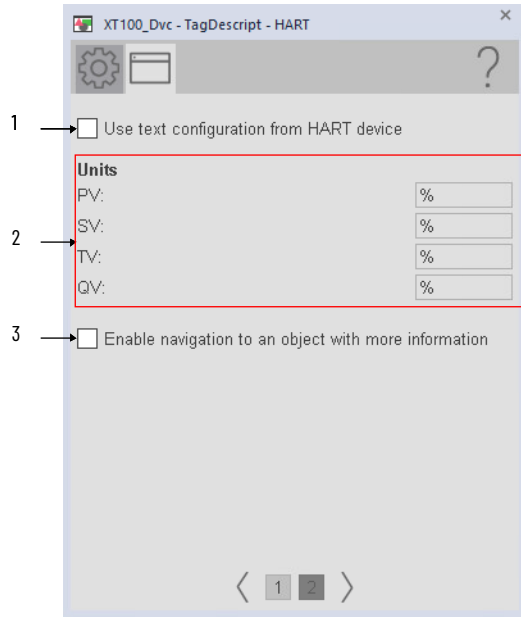 XT100_Dvc - TagDescript - HART
1
Use text configuration from HART device
Units
PV: %
SV: %
2
TV: %
QV: %
3
Enable navigation to an object with more information
1 2